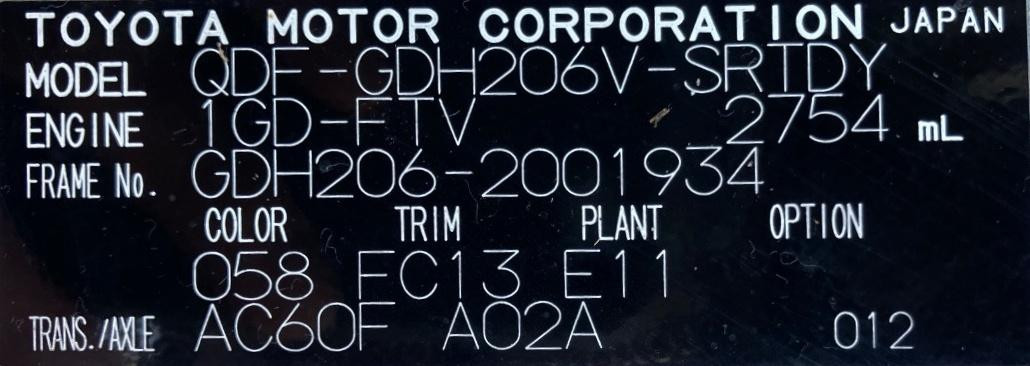 TOYOTA MOTOR CORPORATION JAPAN
MODEL QDF-GDH206V-SRTDY
ENGINE 1GD-FTV 2754 mL
FRAME No. GDH206-2001934
COLOR TRIM PLANT OPTION
058 FC13 E11
TRANS./AXLE AC60F A02A 012